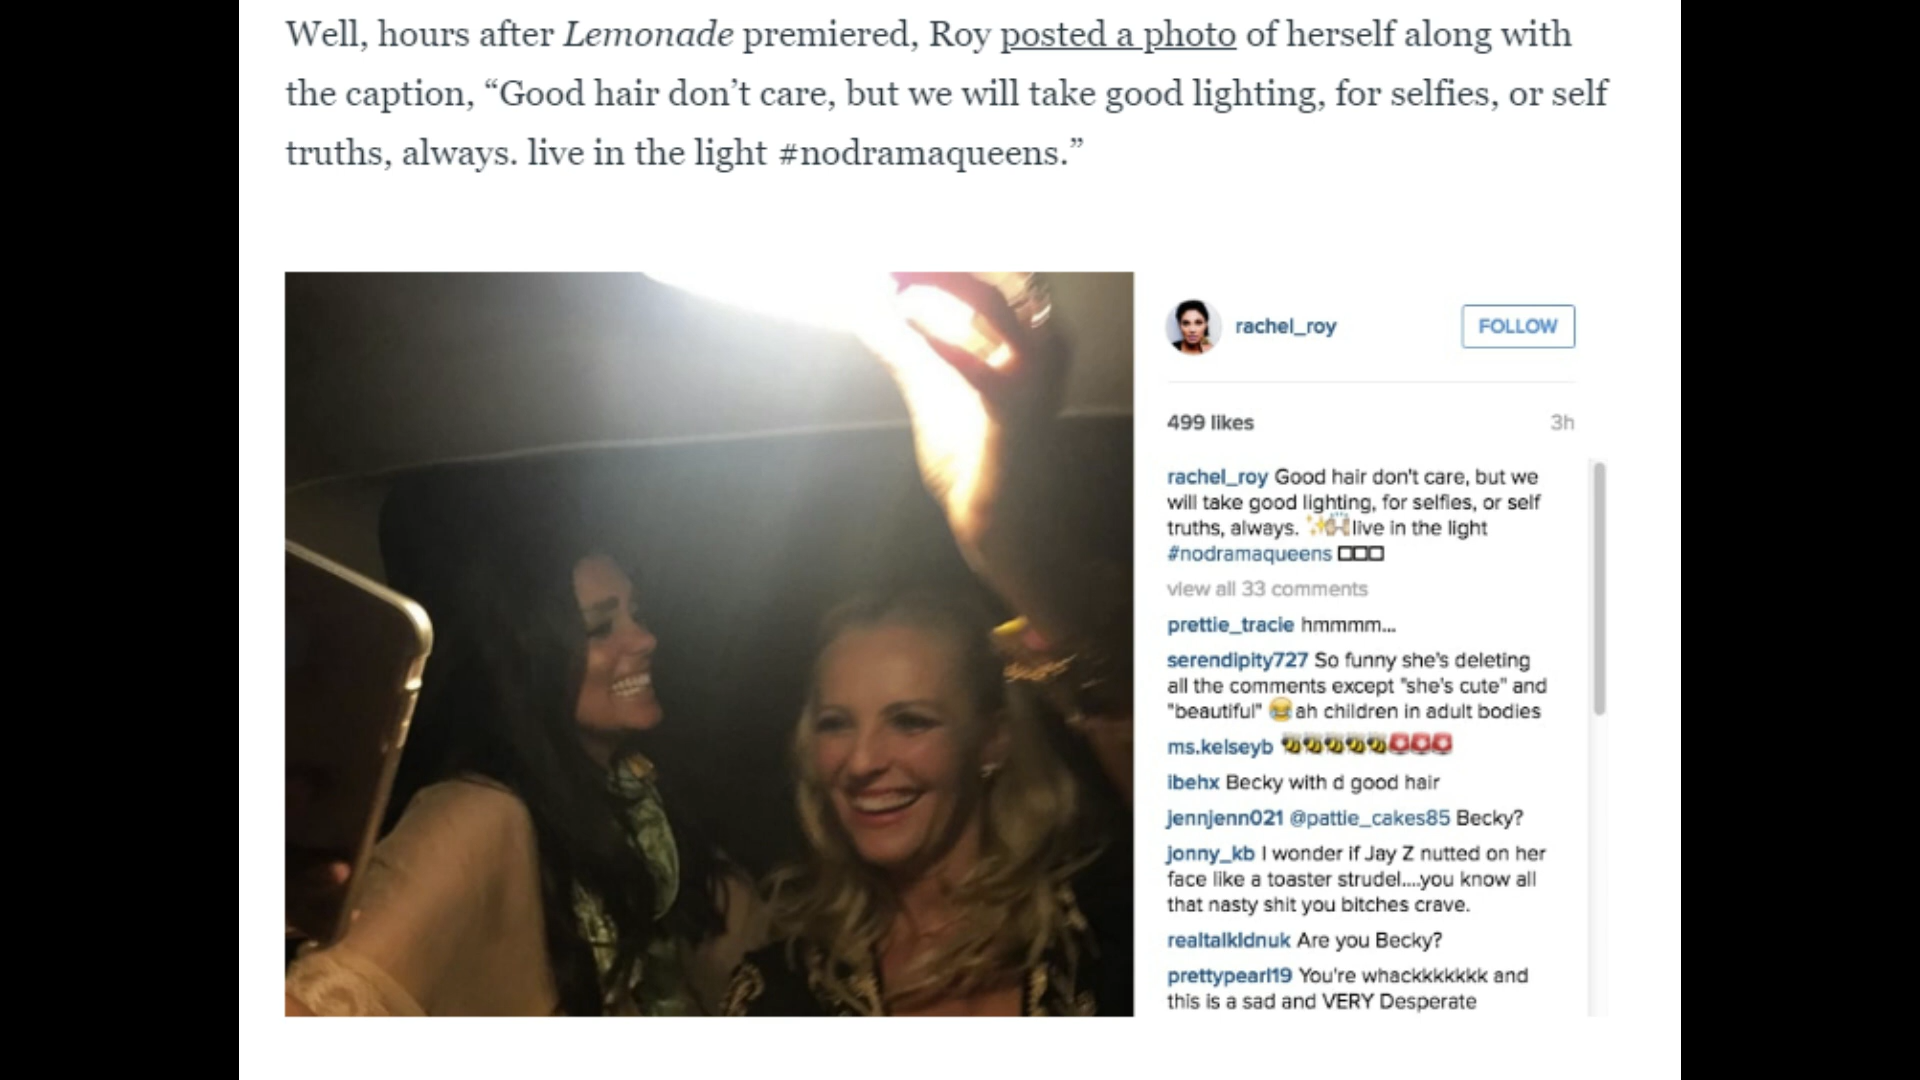 Well, hours after Lemonade premiered, Roy posted a photo of herself along with
the caption, “Good hair don’t care, but we will take good lighting, for selfies, or self
truths, always. live in the light #nodramaqueens.”
rachel_roy
FOLLOW
499 likes
3h
rachel_roy Good hair don't care, but we
will take good lighting, for selfies, or self
truths, always. ✨🙌🏼live in the light
#nodramaqueens □□□
view all 33 comments
prettie_tracie hmmmm...
serendipity727 So funny she's deleting
all the comments except "she's cute" and
"beautiful" 😂 ah children in adult bodies
ms.kelseyb 🐝🐝🐝🐝🐝🚨🚨🚨
ibehx Becky with d good hair
jennjenn021 @pattie_cakes85 Becky?
jonny_kb I wonder if Jay Z nutted on her
face like a toaster strudel....you know all
that nasty shit you bitches crave.
realtalkldnuk Are you Becky?
prettypearl19 You're whackkkkkkk and
this is a sad and VERY Desperate